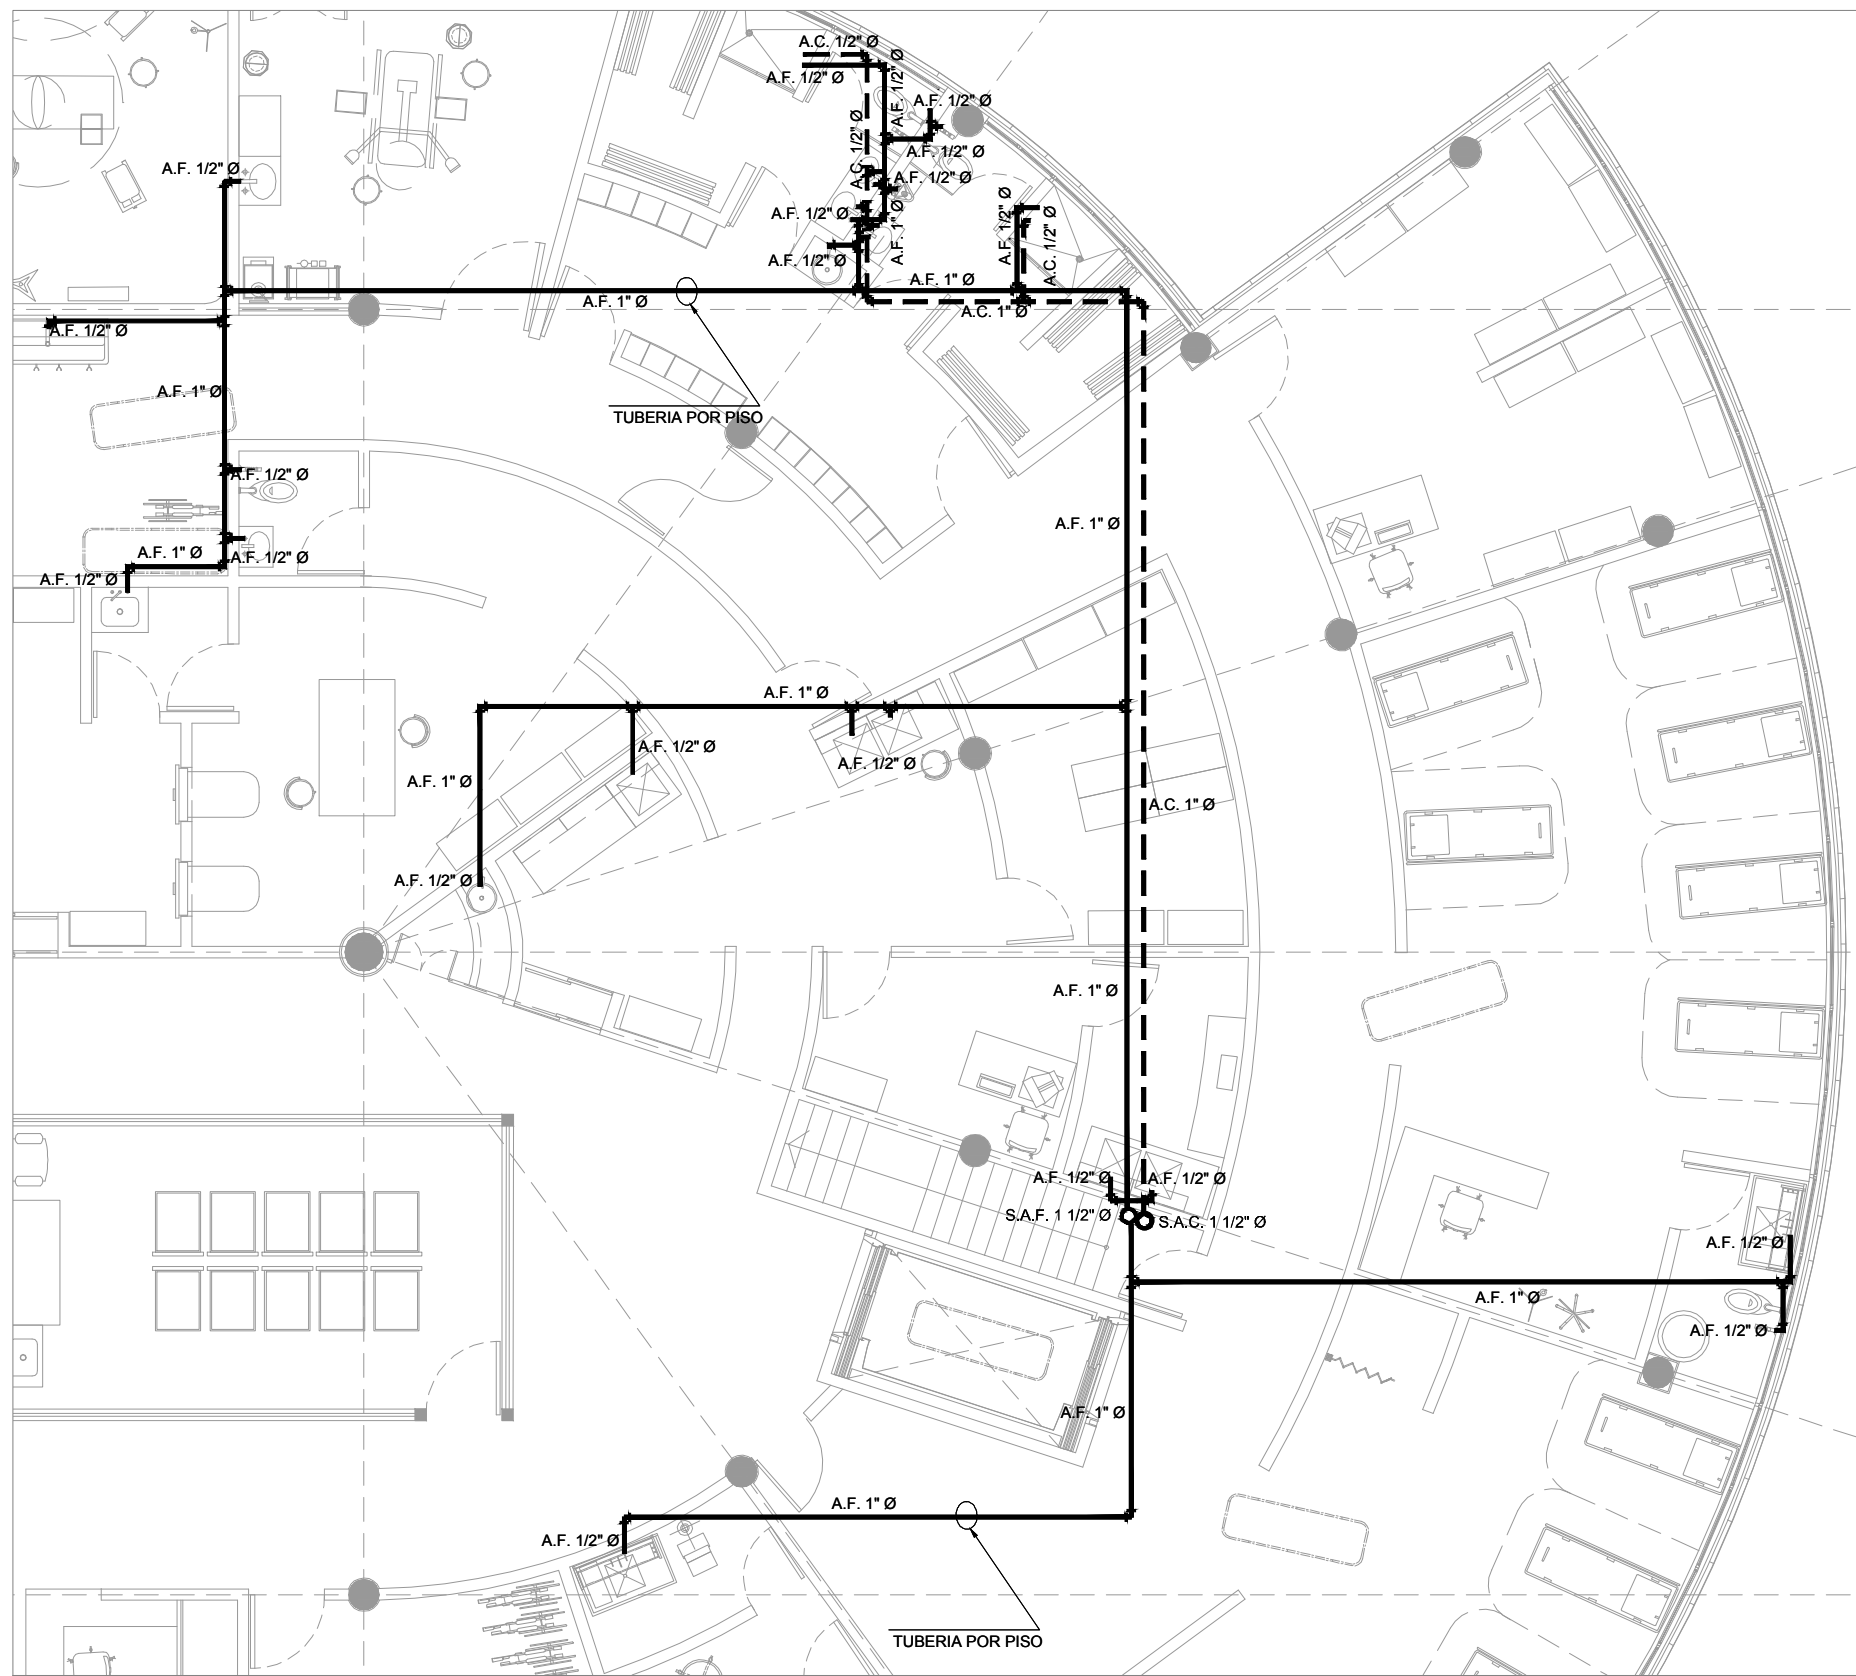 A.C. 1/2" Ø
A.F. 1/2" Ø
A.F. 1/2" Ø
A.F. 1/2" Ø
A.C. 1/2" Ø
A.F. 1/2" Ø
A.F. 1/2" Ø
A.F. 1/2" Ø
A.F. 1/2" Ø
A.F. 1" Ø
A.F. 1/2" Ø
A.C. 1/2" Ø
A.F. 1/2" Ø
A.F. 1" Ø
A.F. 1" Ø
A.C. 1" Ø
A.F. 1/2" Ø
A.F. 1" Ø
TUBERIA POR PISO
A.F. 1/2" Ø
A.F. 1" Ø
A.F. 1" Ø
A.F. 1/2" Ø
A.F. 1/2" Ø
A.F. 1" Ø
A.F. 1/2" Ø
A.F. 1/2" Ø
A.F. 1" Ø
A.C. 1" Ø
A.F. 1/2" Ø
A.F. 1" Ø
A.F. 1/2" Ø
A.F. 1/2" Ø
S.A.F. 1 1/2" Ø
S.A.C. 1 1/2" Ø
A.F. 1/2" Ø
A.F. 1" Ø
A.F. 1/2" Ø
A.F. 1" Ø
A.F. 1" Ø
A.F. 1/2" Ø
TUBERIA POR PISO